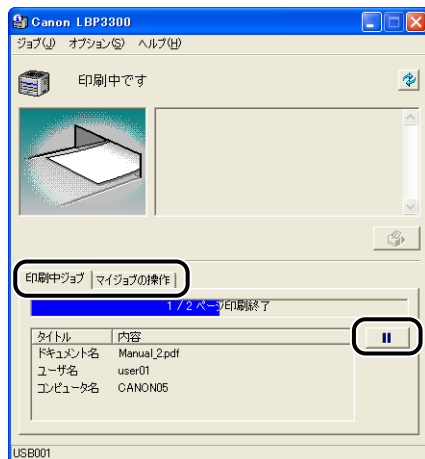 Canon LBP3300
ジョブ(J) オプション(S) ヘルプ(H)
印刷中です
印刷中ジョブ マイジョブの操作
1 / 2 ページ印刷終了
タイトル 内容
ドキュメント名 Manual_2.pdf
ユーザ名 user01
コンピュータ名 CANON05
USB001